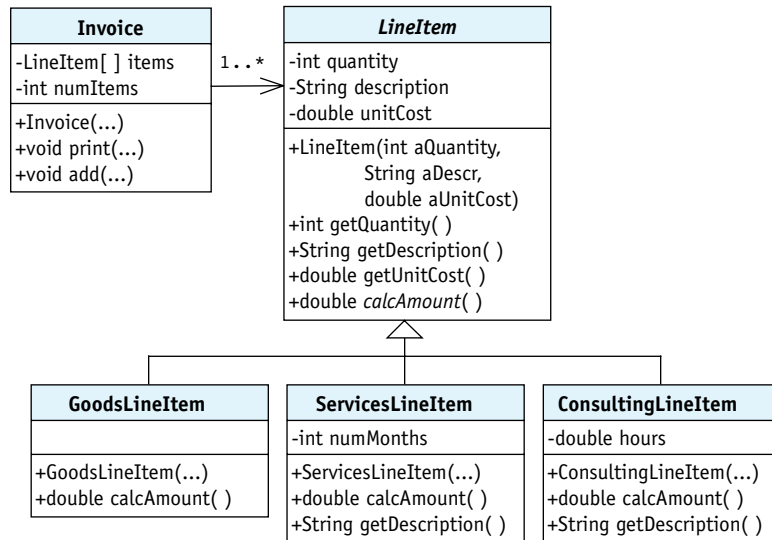 Invoice
-LineItem[ ] items
-int numItems
+Invoice(...)
+void print(...)
+void add(...)
1..*
LineItem
-int quantity
-String description
-double unitCost
+LineItem(int aQuantity,
String aDescr,
double aUnitCost)
+int getQuantity( )
+String getDescription( )
+double getUnitCost( )
+double calcAmount( )
GoodsLineItem
+GoodsLineItem(...)
+double calcAmount( )
ServicesLineItem
-int numMonths
+ServicesLineItem(...)
+double calcAmount( )
+String getDescription( )
ConsultingLineItem
-double hours
+ConsultingLineItem(...)
+double calcAmount( )
+String getDescription( )